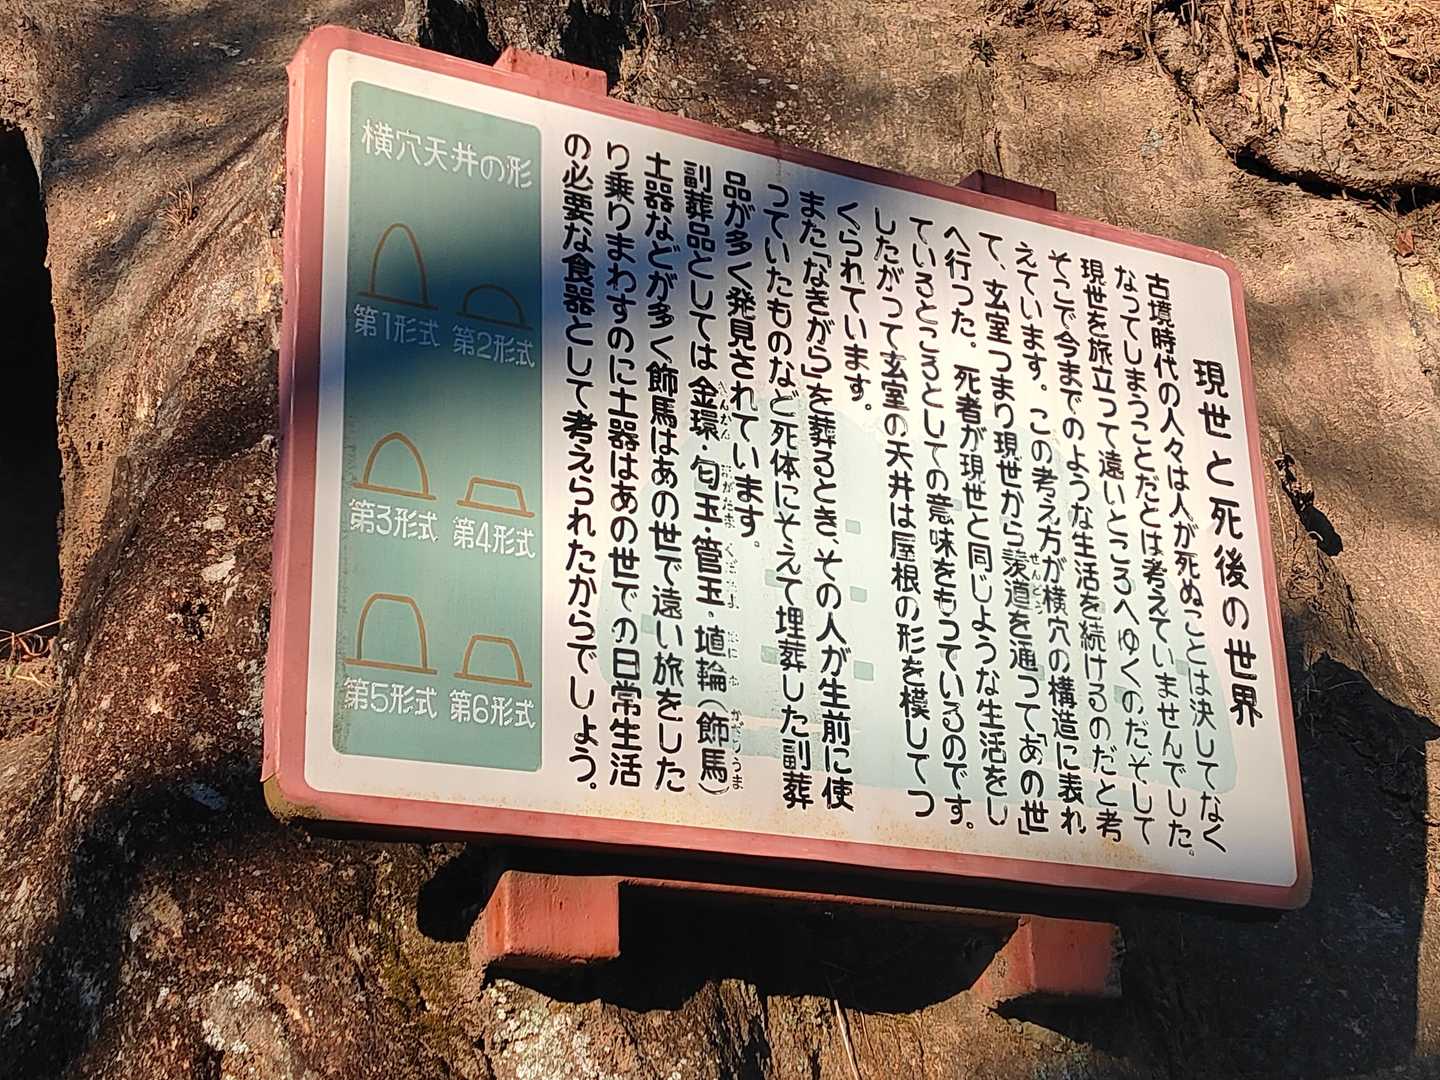 現世と死後の世界
古墳時代の人々は人が死ぬことは決してなく
なってしまうことだとは考えていませんでした。
現世を旅立って遠いところへゆくのだ、そして
そこで今までのような生活を続けるのだと考
えています。この考え方が横穴の構造に表れ
て、玄室つまり現世から羨道を通って「あの世」
へ行った。死者が現世と同じような生活をし
ているところとしての意味をもっているのです。
したがって玄室の天井は屋根の形を模してつ
くられています。
また「なきがら」を葬るとき、その人が生前に使
っていたものなど死体にそえて埋葬した副葬
品が多く発見されています。
副葬品としては金環・勾玉・管玉・埴輪(飾馬)
土器などが多く飾馬はあの世で遠い旅をした
り乗りまわすのに土器はあの世での日常生活
の必要な食器として考えられたからでしょう。
横穴天井の形
第1形式
第2形式
第3形式
第4形式
第5形式
第6形式